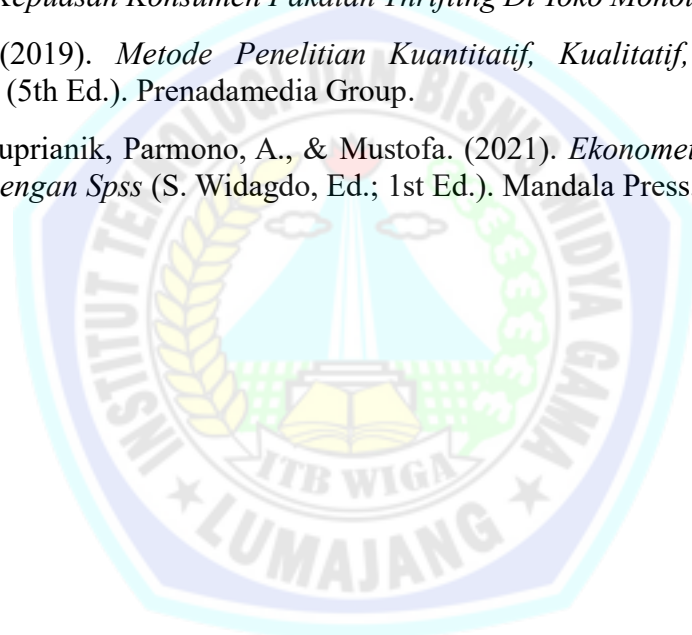 Kepuasan Konsumen Pakaian Thrifting Di Toko
(2019). Metode Penelitian Kuantitatif, Kualitatif,
(5th Ed.). Prenadamedia Group.
uprianik, Parmono, A., & Mustofa. (2021). Ekonomet
engan Spss (S. Widagdo, Ed.; 1st Ed.). Mandala Press.
INSTITUT TEKNOLOGI DAN BISNIS WIDYA GAMA
ITB WIGA
LUMAJANG